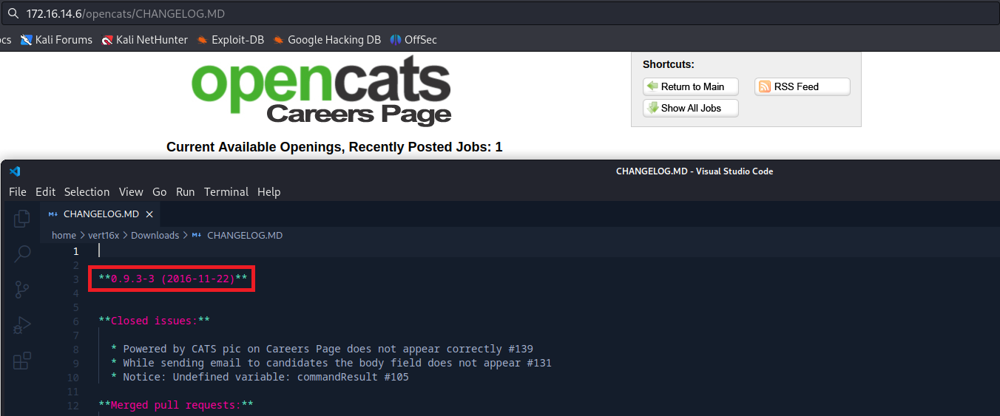 172.16.14.6/opencats/CHANGELOG.MD
ocs Kali Forums Kali NetHunter Exploit-DB Google Hacking DB OffSec
opencats
Careers Page
Shortcuts:
Return to Main RSS Feed
Show All Jobs
Current Available Openings, Recently Posted Jobs: 1
CHANGELOG.MD - Visual Studio Code
File Edit Selection View Go Run Terminal Help
M↓ CHANGELOG.MD ×
home > vert16x > Downloads > M↓ CHANGELOG.MD
1
2
3 **0.9.3-3 (2016-11-22)**
4
5
6 **Closed issues:**
7
8 * Powered by CATS pic on Careers Page does not appear correctly #139
9 * While sending email to candidates the body field does not appear #131
10 * Notice: Undefined variable: commandResult #105
11
12 **Merged pull requests:**